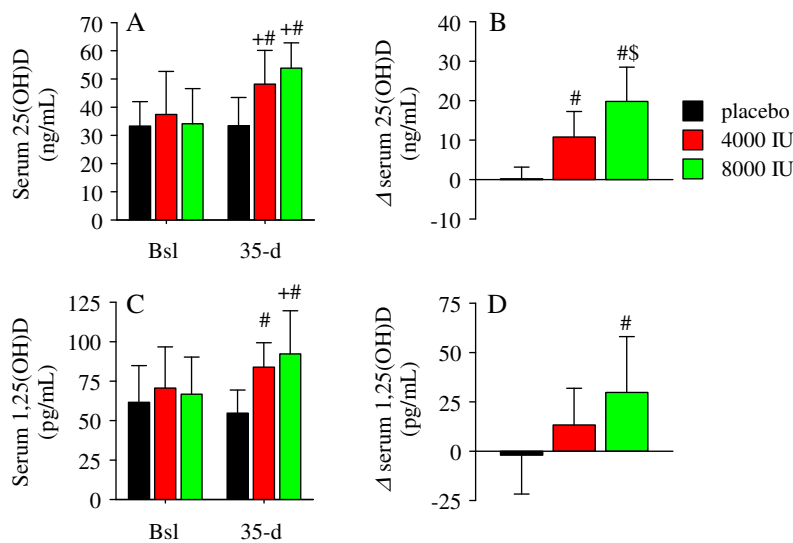 A
Serum 25(OH)D
(ng/mL)
70
60
50
40
30
20
10
0
+#
+#
Bsl
35-d
B
Δ serum 25(OH)D
(ng/mL)
40
30
20
10
0
-10
#
#$
placebo
4000 IU
8000 IU
C
Serum 1,25(OH)D
(pg/mL)
125
100
75
50
25
0
#
+#
Bsl
35-d
D
Δ serum 1,25(OH)D
(pg/mL)
75
50
25
0
-25
#